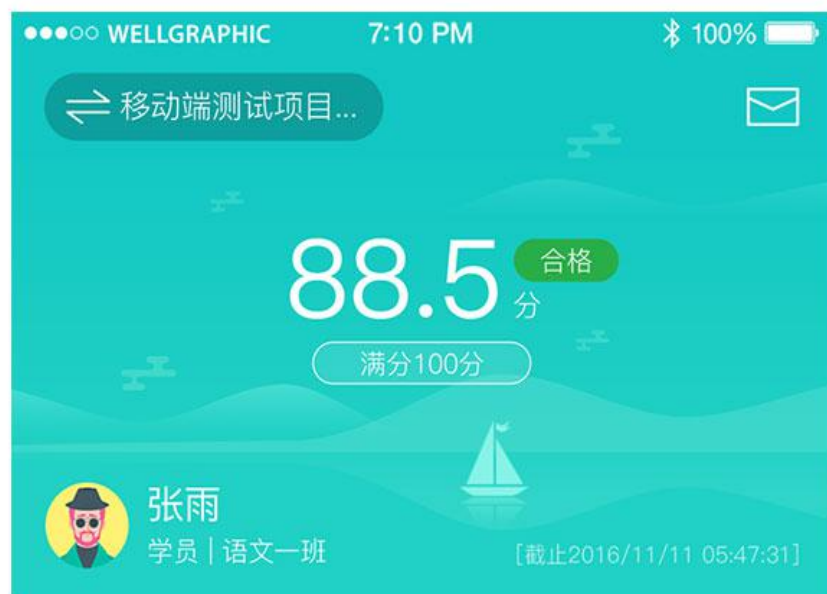 WELLGRAPHIC 7:10 PM 100%
移动端测试项目...
88.5 合格
分
满分100分
张雨
学员 | 语文一班
[截止2016/11/11 05:47:31]